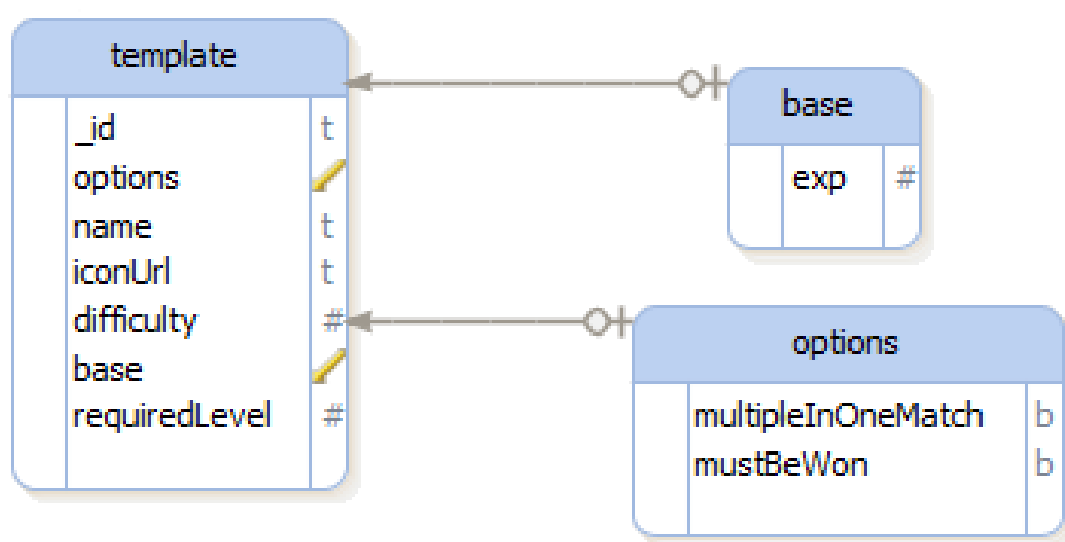 template
_id t
options
name t
iconUrl t
difficulty #
base
requiredLevel #
base
exp #
options
multipleInOneMatch b
mustBeWon b